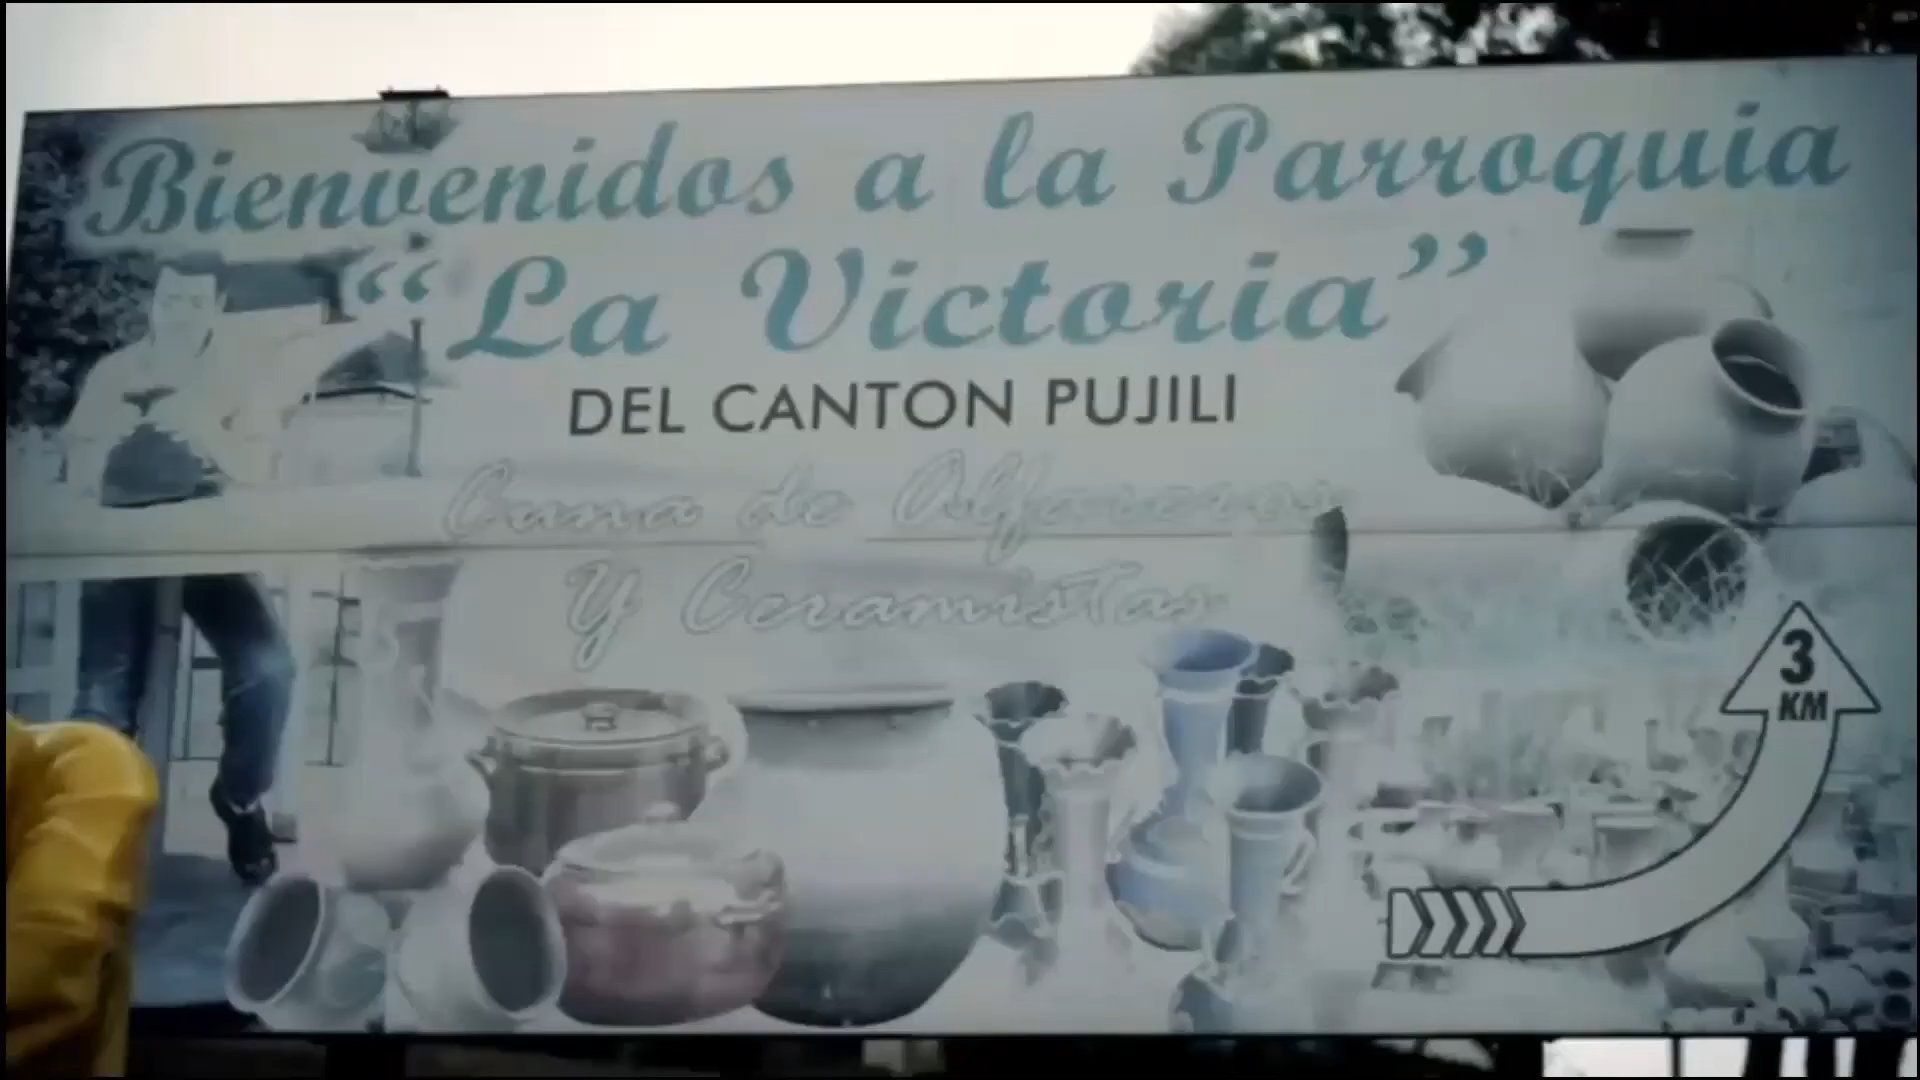 Bienvenidos a la Parroquia
“La Victoria”
DEL CANTON PUJILI
Cuna de Alfareros
Y Ceramistas
3
KM